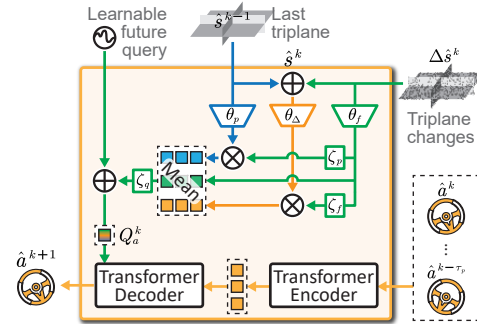 Learnable
future
query
ŝ^{k−1}
Last
triplane
ŝ^k
Δŝ^k
Triplane
changes
θ_p
θ_Δ
θ_f
ζ_p
Mean
ζ_q
ζ_f
Q_a^k
â^k
⋮
â^{k−τ_p}
â^{k+1}
Transformer
Decoder
Transformer
Encoder